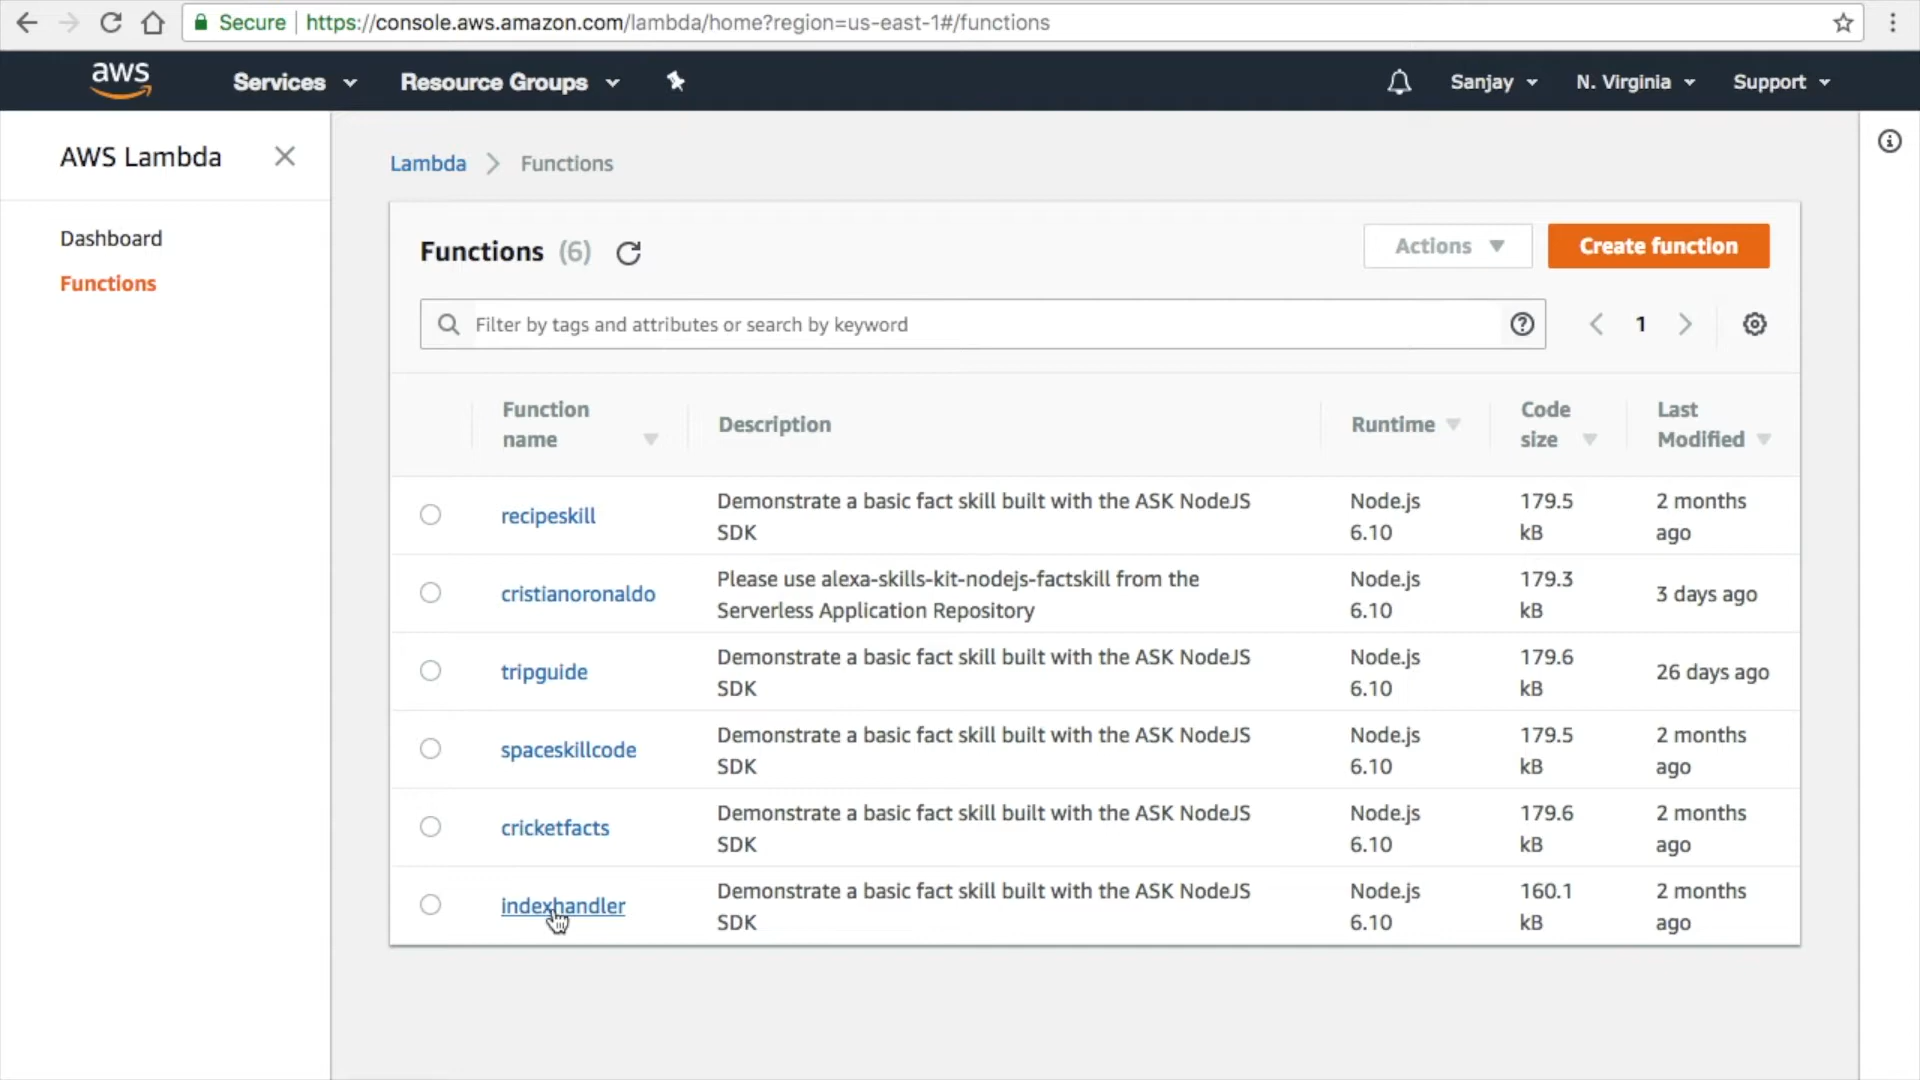 Secure https://console.aws.amazon.com/lambda/home?region=us-east-1#/functions
aws Services Resource Groups Sanjay N. Virginia Support
AWS Lambda
Dashboard
Functions
Lambda Functions
Functions (6) Actions Create function
Filter by tags and attributes or search by keyword 1
Function name Description Runtime Code size Last Modified
recipeskill Demonstrate a basic fact skill built with the ASK NodeJS SDK Node.js 6.10 179.5 kB 2 months ago
cristianoronaldo Please use alexa-skills-kit-nodejs-factskill from the Serverless Application Repository Node.js 6.10 179.3 kB 3 days ago
tripguide Demonstrate a basic fact skill built with the ASK NodeJS SDK Node.js 6.10 179.6 kB 26 days ago
spaceskillcode Demonstrate a basic fact skill built with the ASK NodeJS SDK Node.js 6.10 179.5 kB 2 months ago
cricketfacts Demonstrate a basic fact skill built with the ASK NodeJS SDK Node.js 6.10 179.6 kB 2 months ago
indexhandler Demonstrate a basic fact skill built with the ASK NodeJS SDK Node.js 6.10 160.1 kB 2 months ago